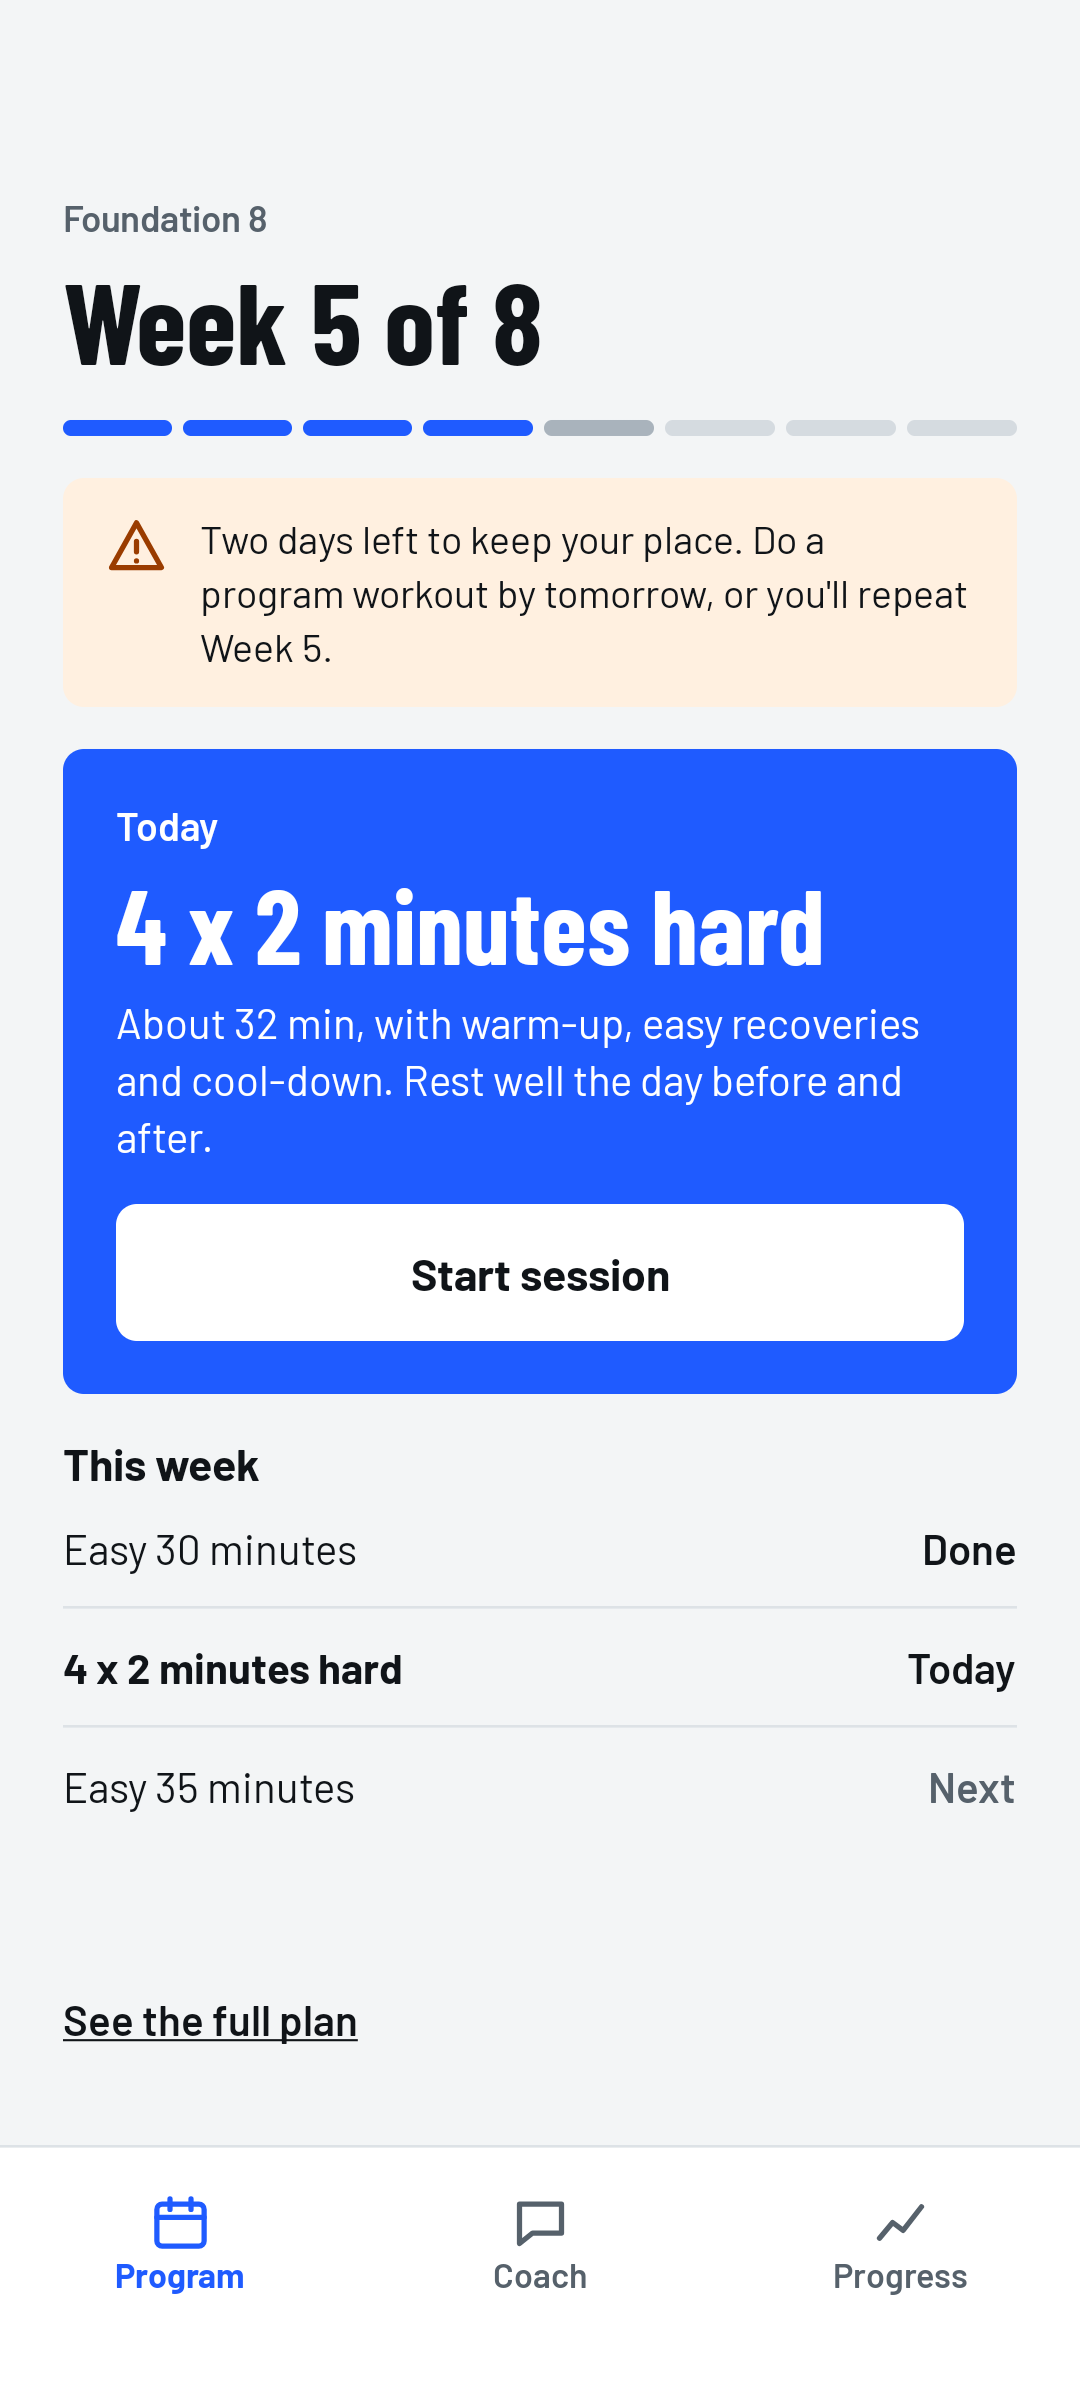 Foundation 8
Week 5 of 8
Two days left to keep your place. Do a
program workout by tomorrow, or you'll repeat
Week 5.
Today
4 x 2 minutes hard
About 32 min, with warm-up, easy recoveries
and cool-down. Rest well the day before and
after.
Start session
This week
Easy 30 minutes Done
4 x 2 minutes hard Today
Easy 35 minutes Next
See the full plan
Program Coach Progress